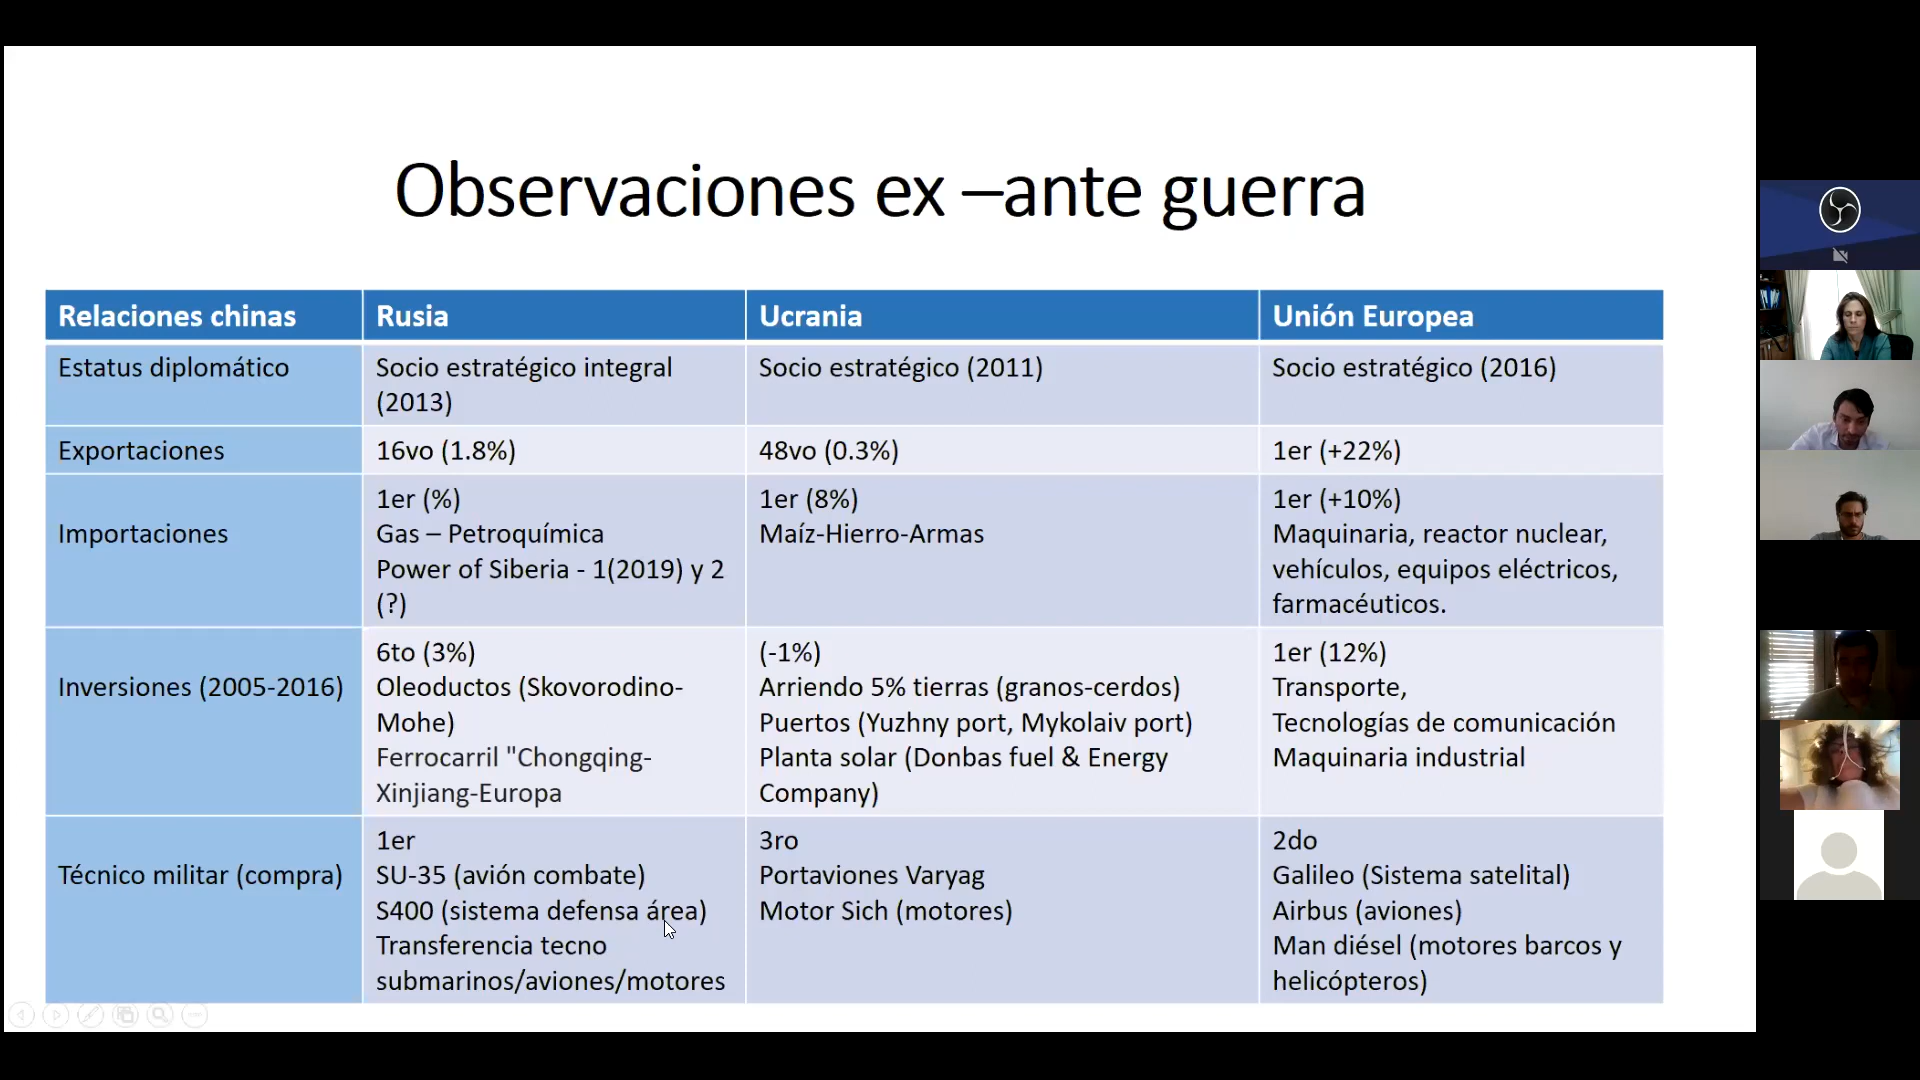 Observaciones ex –ante guerra
Relaciones chinas
Rusia
Ucrania
Unión Europea
Estatus diplomático
Socio estratégico integral
(2013)
Socio estratégico (2011)
Socio estratégico (2016)
Exportaciones
16vo (1.8%)
48vo (0.3%)
1er (+22%)
Importaciones
1er (%)
Gas – Petroquímica
Power of Siberia - 1(2019) y 2
(?)
1er (8%)
Maíz-Hierro-Armas
1er (+10%)
Maquinaria, reactor nuclear,
vehículos, equipos eléctricos,
farmacéuticos.
Inversiones (2005-2016)
6to (3%)
Oleoductos (Skovorodino-
Mohe)
Ferrocarril "Chongqing-
Xinjiang-Europa
(-1%)
Arriendo 5% tierras (granos-cerdos)
Puertos (Yuzhny port, Mykolaiv port)
Planta solar (Donbas fuel & Energy
Company)
1er (12%)
Transporte,
Tecnologías de comunicación
Maquinaria industrial
Técnico militar (compra)
1er
SU-35 (avión combate)
S400 (sistema defensa área)
Transferencia tecno
submarinos/aviones/motores
3ro
Portaviones Varyag
Motor Sich (motores)
2do
Galileo (Sistema satelital)
Airbus (aviones)
Man diésel (motores barcos y
helicópteros)